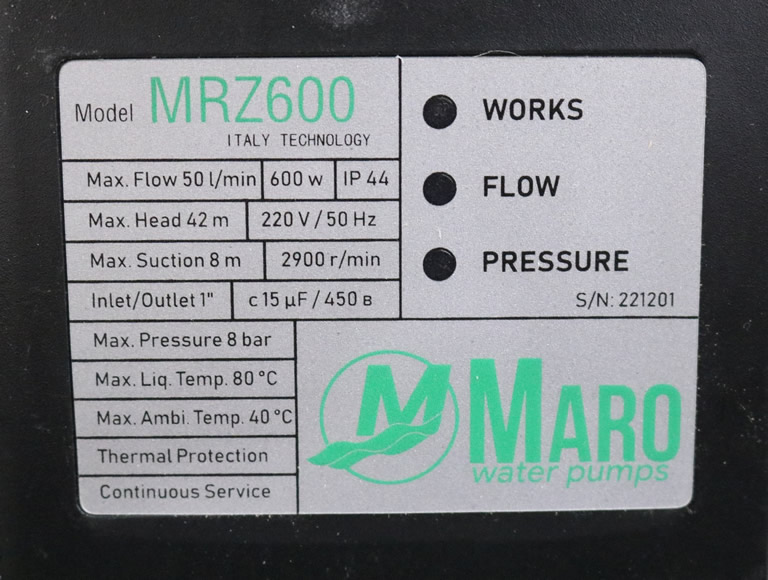 Model MRZ600
ITALY TECHNOLOGY
Max. Flow 50 l/min 600 w IP 44
Max. Head 42 m 220 V / 50 Hz
Max. Suction 8 m 2900 r/min
Inlet/Outlet 1" c 15 µF / 450 в
Max. Pressure 8 bar
Max. Liq. Temp. 80 °C
Max. Ambi. Temp. 40 °C
Thermal Protection
Continuous Service
WORKS
FLOW
PRESSURE
S/N: 221201
M MARO
water pumps